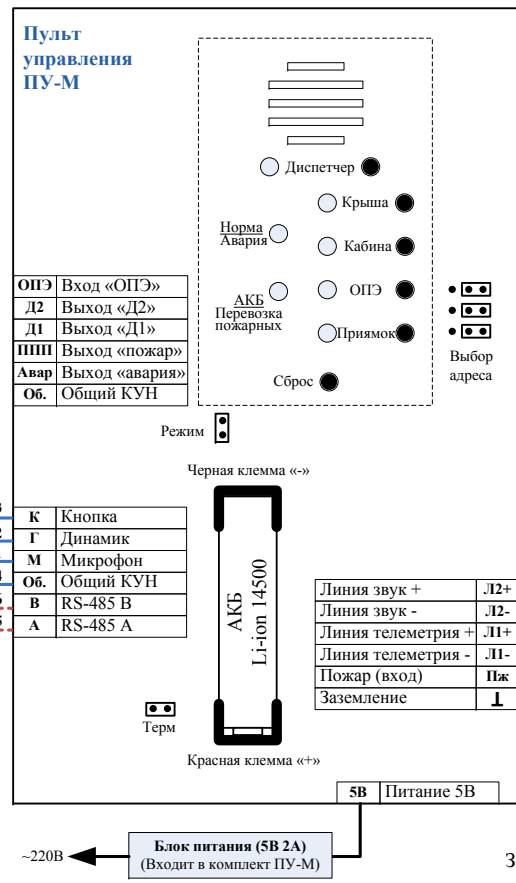 Пульт
управления
ПУ-М
Диспетчер
Крыша
Норма
Авария
Кабина
АКБ
Перевозка
пожарных
ОПЭ
Приямок
Сброс
Выбор
адреса
ОПЭ Вход «ОПЭ»
Д2 Выход «Д2»
Д1 Выход «Д1»
ППП Выход «пожар»
Авар Выход «авария»
Об. Общий КУН
Режим
Черная клемма «-»
К Кнопка
Г Динамик
М Микрофон
Об. Общий КУН
В RS-485 В
А RS-485 А
АКБ
Li-ion 14500
Терм
Красная клемма «+»
Линия звук + Л2+
Линия звук - Л2-
Линия телеметрия + Л1+
Линия телеметрия - Л1-
Пожар (вход) Пж
Заземление
5В Питание 5В
~220В
Блок питания (5В 2А)
(Входит в комплект ПУ-М)
3